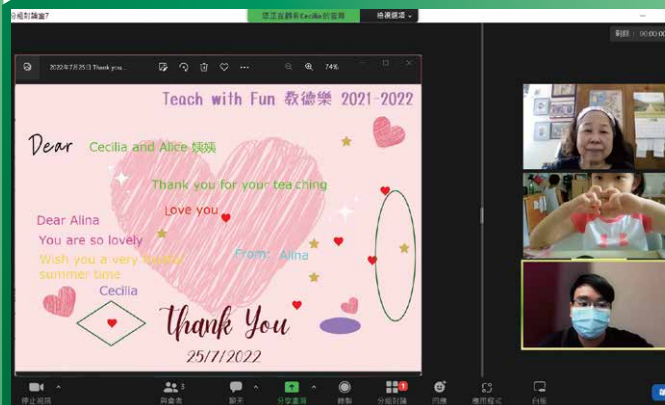 分組討論室7
您正在觀看Cecilia的螢幕
檢視選項
2022年7月25日 Thank you...
74%
Teach with Fun 教德樂 2021-2022
Dear
Cecilia and Alice 姨姨
Thank you for your teaching
Love you
Dear Alina
You are so lovely
From: Alina
Wish you a very
summer time
Cecilia
Thank You
25/7/2022
停止視訊
3
與會者
聊天
分享螢幕
錄製
1
分組討論
回應
應用程式
白板